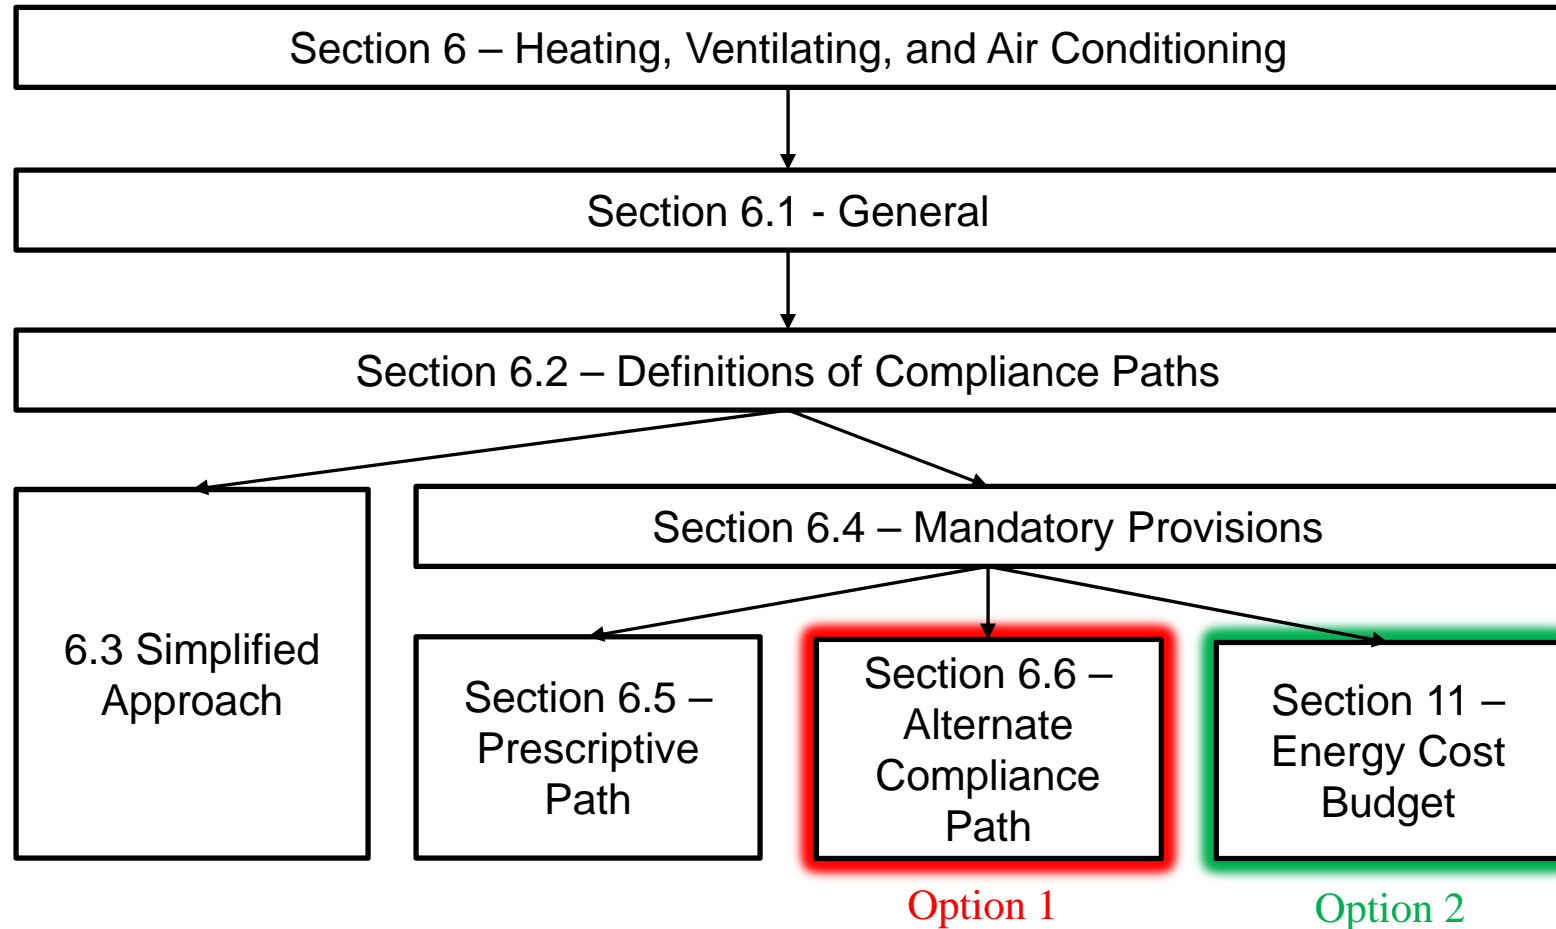 Section 6 – Heating, Ventilating, and Air Conditioning
Section 6.1 - General
Section 6.2 – Definitions of Compliance Paths
6.3 Simplified
Approach
Section 6.4 – Mandatory Provisions
Section 6.5 –
Prescriptive
Path
Section 6.6 –
Alternate
Compliance
Path
Section 11 –
Energy Cost
Budget
Option 1
Option 2